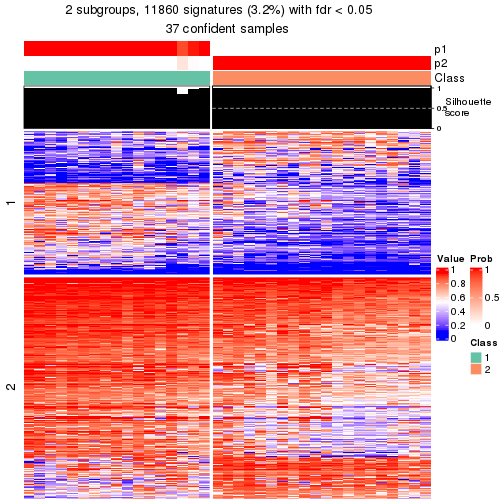 2 subgroups, 11860 signatures (3.2%) with fdr < 0.05
37 confident samples
p1
p2
Class
1
0.5
0
Silhouette
score
1
2
Value
1
0.8
0.6
0.4
0.2
0
Prob
1
0.5
0
Class
1
2